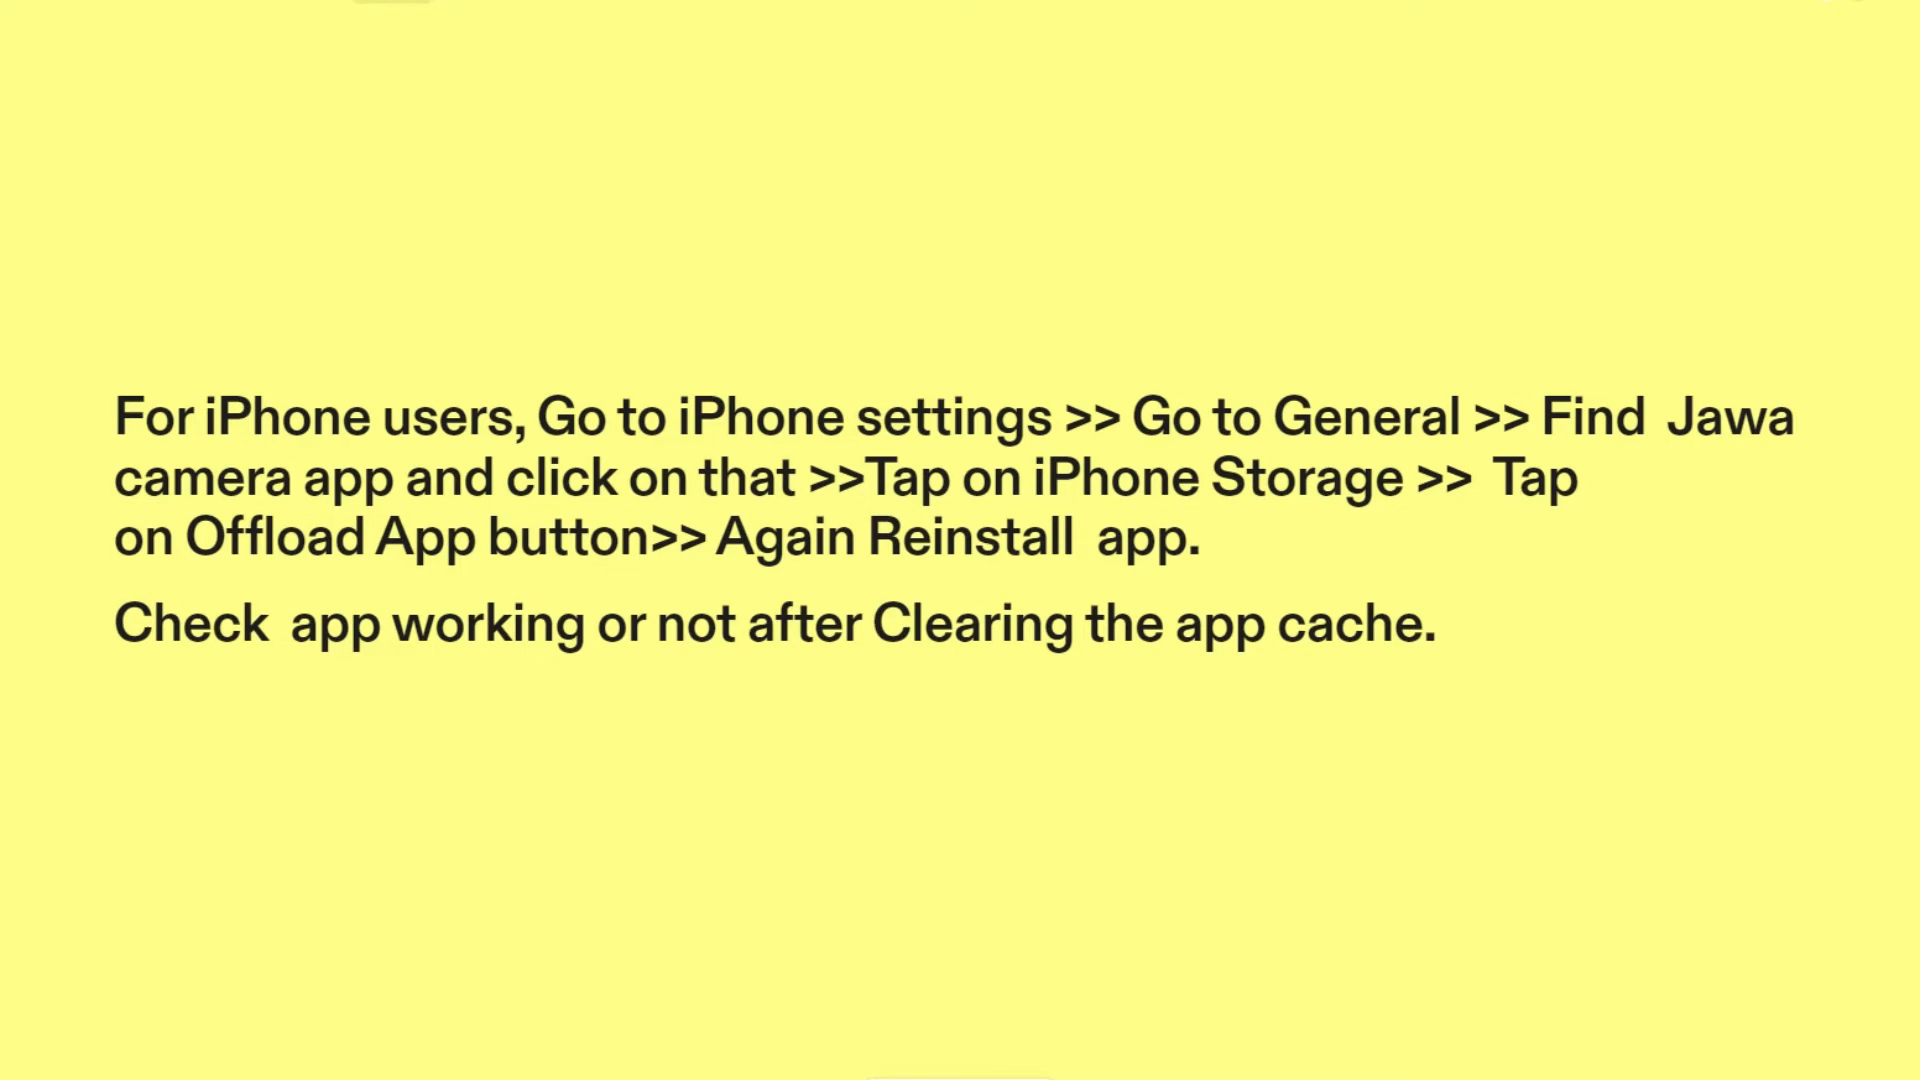 For iPhone users, Go to iPhone settings >> Go to General >> Find  Jawa
camera app and click on that >>Tap on iPhone Storage >>  Tap
on Offload App button>> Again Reinstall  app.
Check  app working or not after Clearing the app cache.